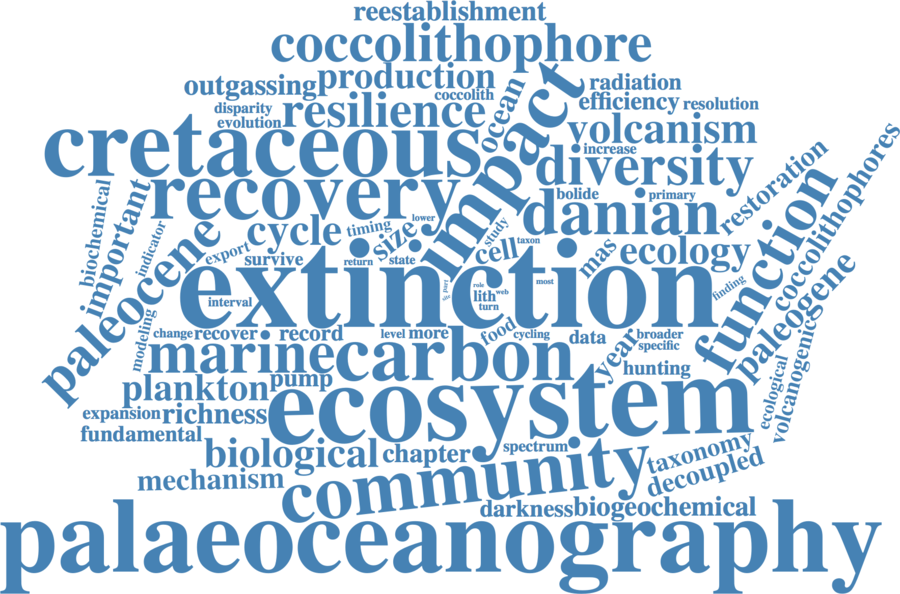 reestablishment
coccolithophore
outgassing
production
radiation
coccolith
ocean
impact
efficiency
resolution
disparity
resilience
evolution
volcanism
cretaceous
increase
diversity
restoration
coccolithophores
biochemical
important
recovery
bolide
primary
danian
function
indicator
paleocene
cycle
timing
size
lower
study
taxon
cell
mas
ecology
export
survive
return
state
extinction
interval
part
role
web
lith
turn
most
finding
paleogene
modeling
change
recover
record
level
more
food
cycling
data
year
broader
specific
marine
carbon
hunting
ecological
volcanogenic
plankton
pump
ecosystem
expansion
richness
fundamental
biological
chapter
spectrum
community
taxonomy
decoupled
mechanism
darkness
biogeochemical
palaeoceanography